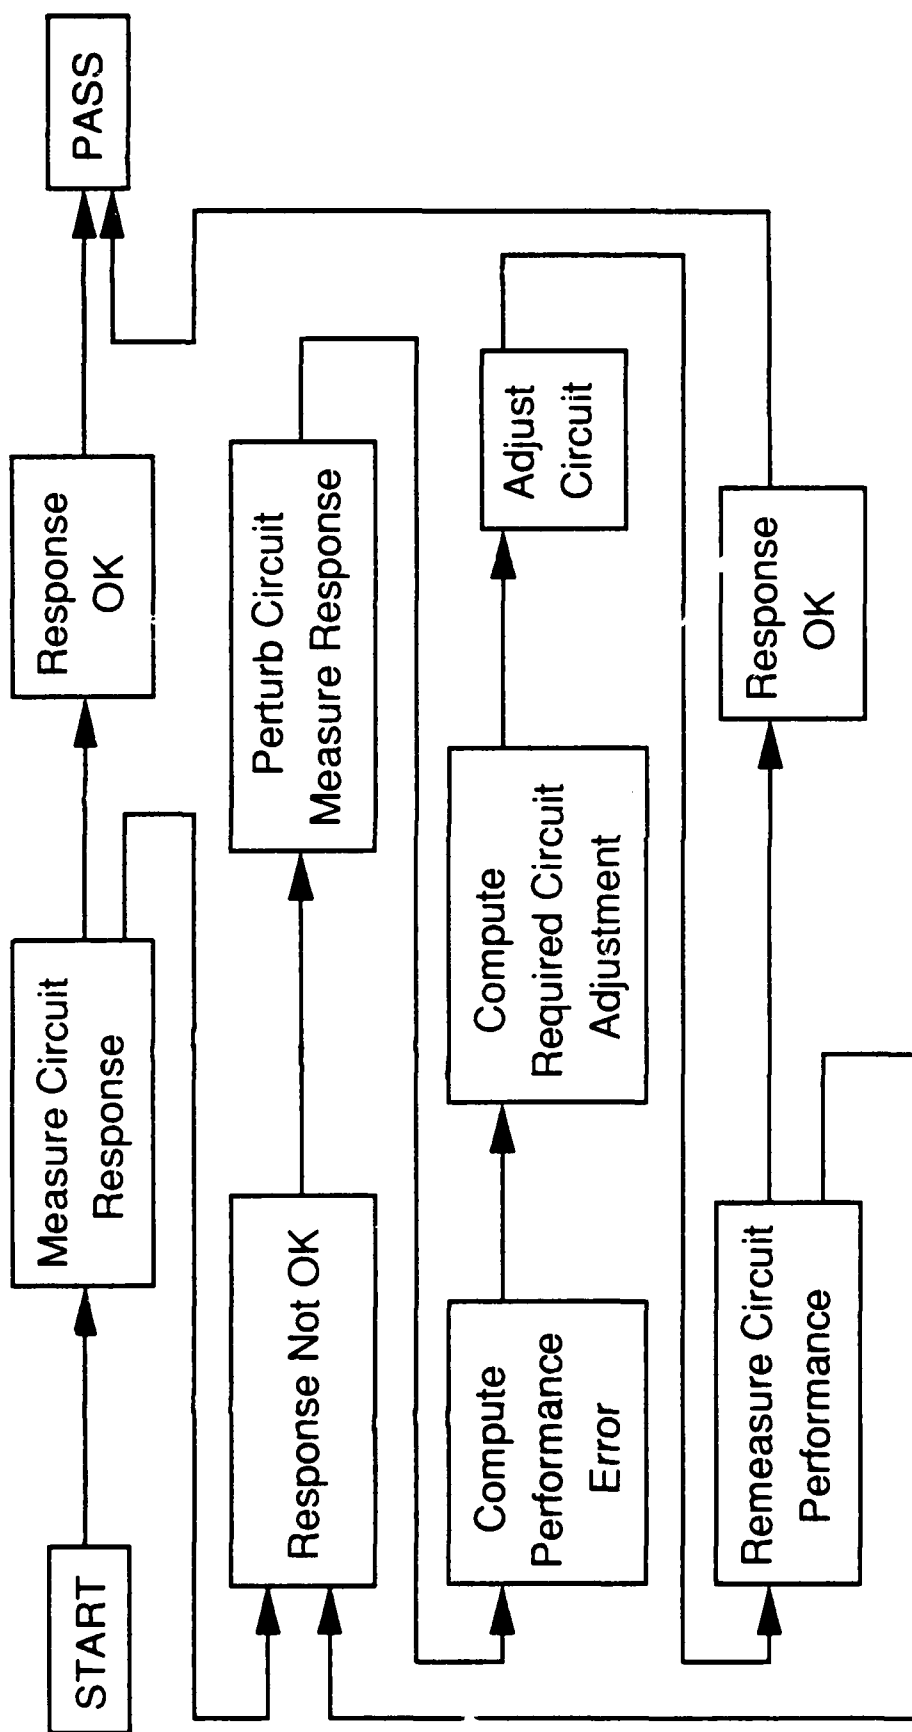 START
Measure Circuit
Response
Response
OK
PASS
Response Not OK
Perturb Circuit
Measure Response
Compute
Performance
Error
Compute
Required Circuit
Adjustment
Adjust
Circuit
Remeasure Circuit
Performance
Response
OK